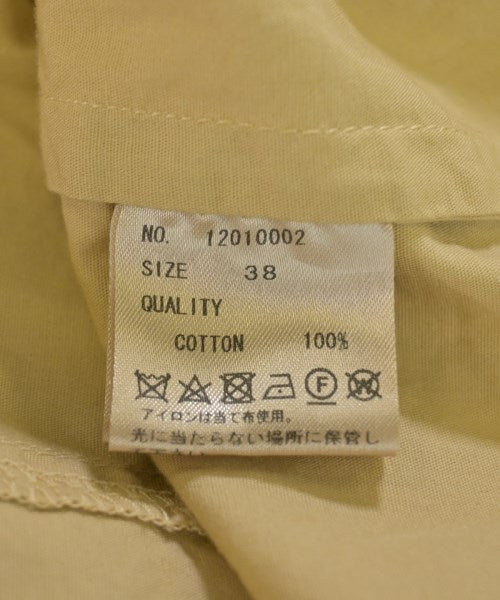 NO. 12010002
SIZE 38
QUALITY
COTTON 100%
F W
アイロンは当て布使用。
光に当たらない場所に保管し